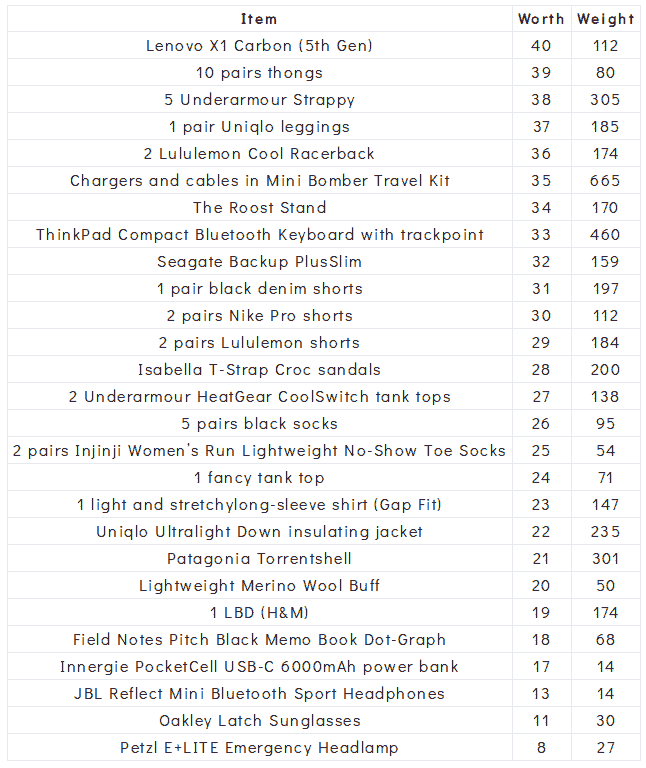 Item Worth Weight
Lenovo X1 Carbon (5th Gen) 40 112
10 pairs thongs 39 80
5 Underarmour Strappy 38 305
1 pair Uniqlo leggings 37 185
2 Lululemon Cool Racerback 36 174
Chargers and cables in Mini Bomber Travel Kit 35 665
The Roost Stand 34 170
ThinkPad Compact Bluetooth Keyboard with trackpoint 33 460
Seagate Backup PlusSlim 32 159
1 pair black denim shorts 31 197
2 pairs Nike Pro shorts 30 112
2 pairs Lululemon shorts 29 184
Isabella T-Strap Croc sandals 28 200
2 Underarmour HeatGear CoolSwitch tank tops 27 138
5 pairs black socks 26 95
2 pairs Injinji Women's Run Lightweight No-Show Toe Socks 25 54
1 fancy tank top 24 71
1 light and stretchylong-sleeve shirt (Gap Fit) 23 147
Uniqlo Ultralight Down insulating jacket 22 235
Patagonia Torrentshell 21 301
Lightweight Merino Wool Buff 20 50
1 LBD (H&M) 19 174
Field Notes Pitch Black Memo Book Dot-Graph 18 68
Innergie PocketCell USB-C 6000mAh power bank 17 14
JBL Reflect Mini Bluetooth Sport Headphones 13 14
Oakley Latch Sunglasses 11 30
Petzl E+LITE Emergency Headlamp 8 27